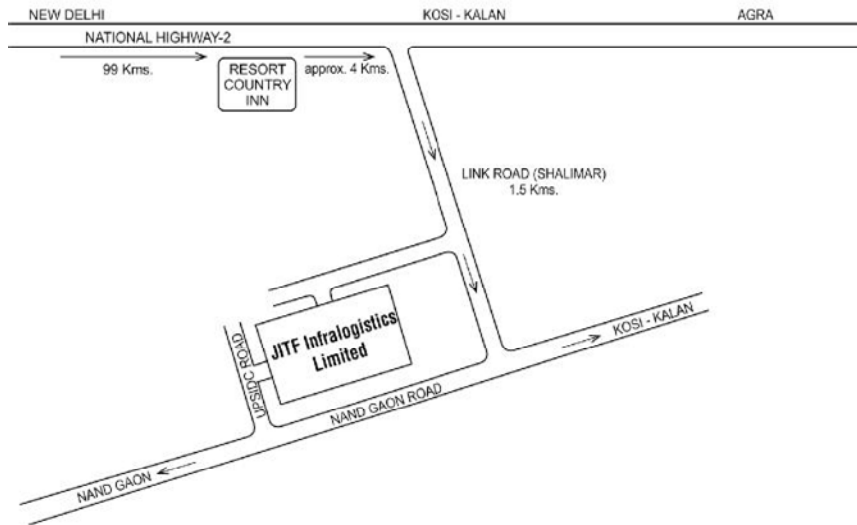 NEW DELHI KOSI - KALAN AGRA
NATIONAL HIGHWAY-2
99 Kms.
RESORT
COUNTRY
INN
approx. 4 Kms.
LINK ROAD (SHALIMAR)
1.5 Kms.
JITF Infralogistics
Limited
UPSIDC ROAD
KOSI - KALAN
NAND GAON ROAD
NAND GAON